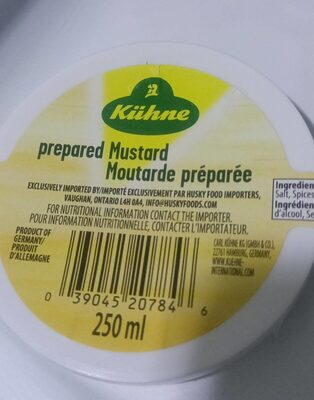 Kühne
prepared Mustard
Moutarde préparée
EXCLUSIVELY IMPORTED BY/IMPORTÉ EXCLUSIVEMENT PAR HUSKY FOOD IMPORTERS,
VAUGHAN, ONTARIO L4H 0A4, INFO@HUSKYFOODS.COM
FOR NUTRITIONAL INFORMATION CONTACT THE IMPORTER.
POUR INFORMATION NUTRITIONNELLE, CONTACTER L'IMPORTATEUR.
PRODUCT OF
GERMANY/
PRODUIT
D'ALLEMAGNE
CARL KÜHNE KG (GMBH & CO.),
22761 HAMBURG, GERMANY,
WWW.KUEHNE-
INTERNATIONAL.COM
0 39045 20784 6
250 ml
Ingredien
Salt, Spices
Ingrédien
d'alcool, Se